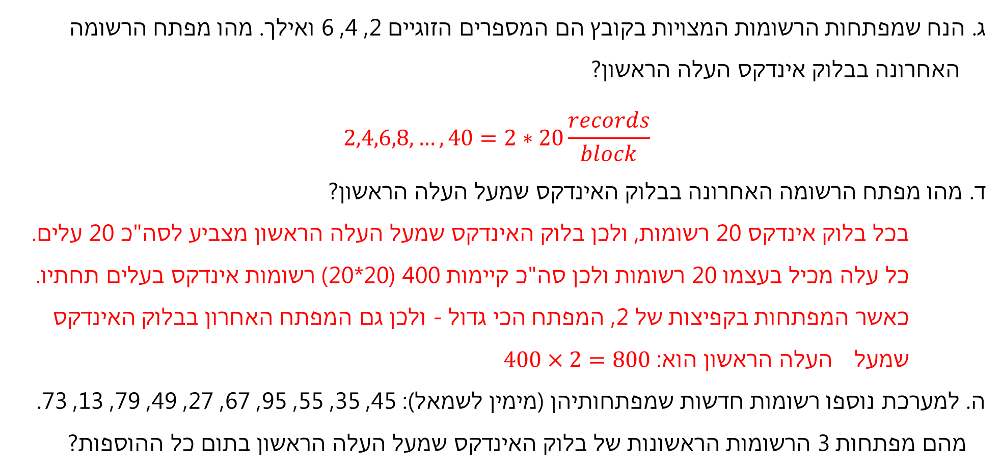 ג. הנח שמפתחות הרשומות המצויות בקובץ הם המספרים הזוגיים 2, 4, 6 ואילך. מהו מפתח הרשומה
האחרונה בבלוק אינדקס העלה הראשון?
2,4,6,8, … , 40 = 2 ∗ 20 records/block
ד. מהו מפתח הרשומה האחרונה בבלוק האינדקס שמעל העלה הראשון?
בכל בלוק אינדקס 20 רשומות, ולכן בלוק האינדקס שמעל העלה הראשון מצביע לסה"כ 20 עלים.
כל עלה מכיל בעצמו 20 רשומות ולכן סה"כ קיימות 400 (20*20) רשומות אינדקס בעלים תחתיו.
כאשר המפתחות בקפיצות של 2, המפתח הכי גדול - ולכן גם המפתח האחרון בבלוק האינדקס
שמעל העלה הראשון הוא: 400 × 2 = 800
ה. למערכת נוספו רשומות חדשות שמפתחותיהן (מימין לשמאל): 45, 35, 55, 95, 67, 27, 49, 79, 13, 73.
מהם מפתחות 3 הרשומות הראשונות של בלוק האינדקס שמעל העלה הראשון בתום כל ההוספות?